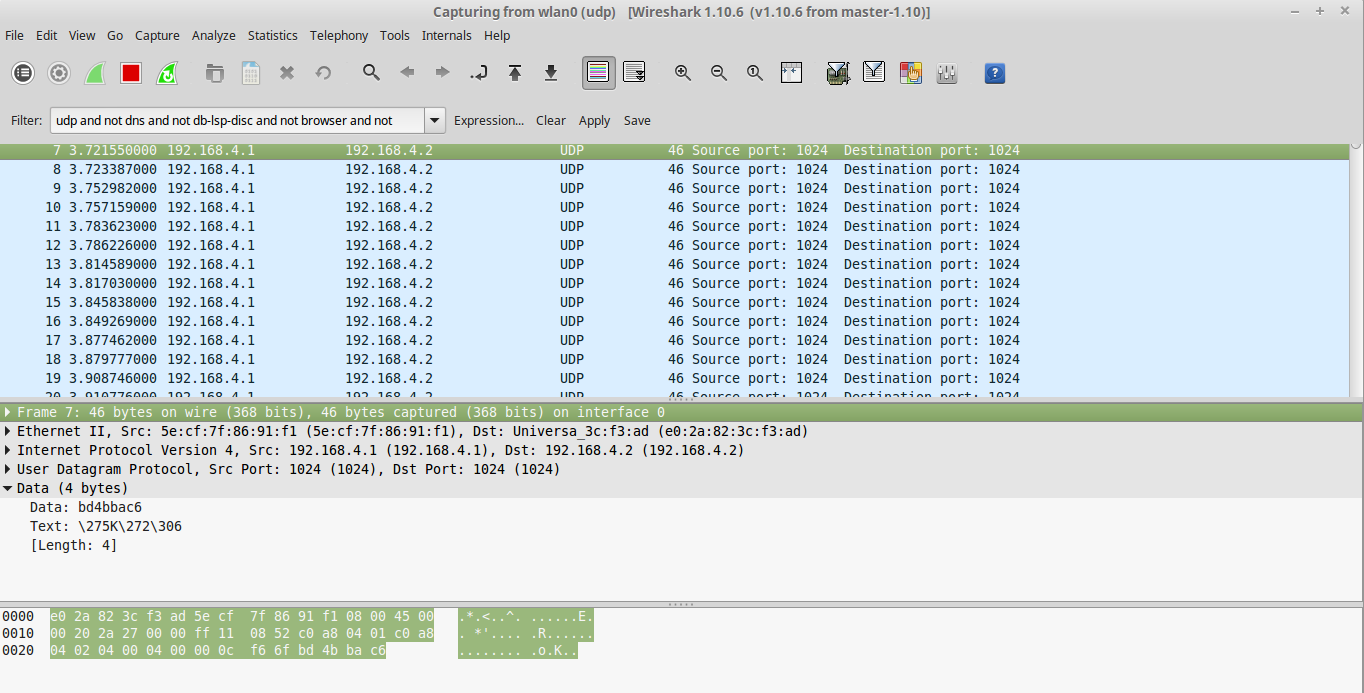 Capturing from wlan0 (udp)   [Wireshark 1.10.6  (v1.10.6 from master-1.10)]
File Edit View Go Capture Analyze Statistics Telephony Tools Internals Help
Filter: udp and not dns and not db-lsp-disc and not browser and not Expression... Clear Apply Save
7 3.721550000 192.168.4.1 192.168.4.2 UDP 46 Source port: 1024 Destination port: 1024
8 3.723387000 192.168.4.1 192.168.4.2 UDP 46 Source port: 1024 Destination port: 1024
9 3.752982000 192.168.4.1 192.168.4.2 UDP 46 Source port: 1024 Destination port: 1024
10 3.757159000 192.168.4.1 192.168.4.2 UDP 46 Source port: 1024 Destination port: 1024
11 3.783623000 192.168.4.1 192.168.4.2 UDP 46 Source port: 1024 Destination port: 1024
12 3.786226000 192.168.4.1 192.168.4.2 UDP 46 Source port: 1024 Destination port: 1024
13 3.814589000 192.168.4.1 192.168.4.2 UDP 46 Source port: 1024 Destination port: 1024
14 3.817030000 192.168.4.1 192.168.4.2 UDP 46 Source port: 1024 Destination port: 1024
15 3.845838000 192.168.4.1 192.168.4.2 UDP 46 Source port: 1024 Destination port: 1024
16 3.849269000 192.168.4.1 192.168.4.2 UDP 46 Source port: 1024 Destination port: 1024
17 3.877462000 192.168.4.1 192.168.4.2 UDP 46 Source port: 1024 Destination port: 1024
18 3.879777000 192.168.4.1 192.168.4.2 UDP 46 Source port: 1024 Destination port: 1024
19 3.908746000 192.168.4.1 192.168.4.2 UDP 46 Source port: 1024 Destination port: 1024
20 3.910776000 192.168.4.1 192.168.4.2 UDP 46 Source port: 1024 Destination port: 1024
Frame 7: 46 bytes on wire (368 bits), 46 bytes captured (368 bits) on interface 0
Ethernet II, Src: 5e:cf:7f:86:91:f1 (5e:cf:7f:86:91:f1), Dst: Universa_3c:f3:ad (e0:2a:82:3c:f3:ad)
Internet Protocol Version 4, Src: 192.168.4.1 (192.168.4.1), Dst: 192.168.4.2 (192.168.4.2)
User Datagram Protocol, Src Port: 1024 (1024), Dst Port: 1024 (1024)
Data (4 bytes)
Data: bd4bbac6
Text: \275K\272\306
[Length: 4]
0000 e0 2a 82 3c f3 ad 5e cf 7f 86 91 f1 08 00 45 00 .*.<..^. ......E.
0010 00 20 2a 27 00 00 ff 11 08 52 c0 a8 04 01 c0 a8 . *'.... .R......
0020 04 02 04 00 04 00 00 0c f6 6f bd 4b ba c6 ........ .o.K..